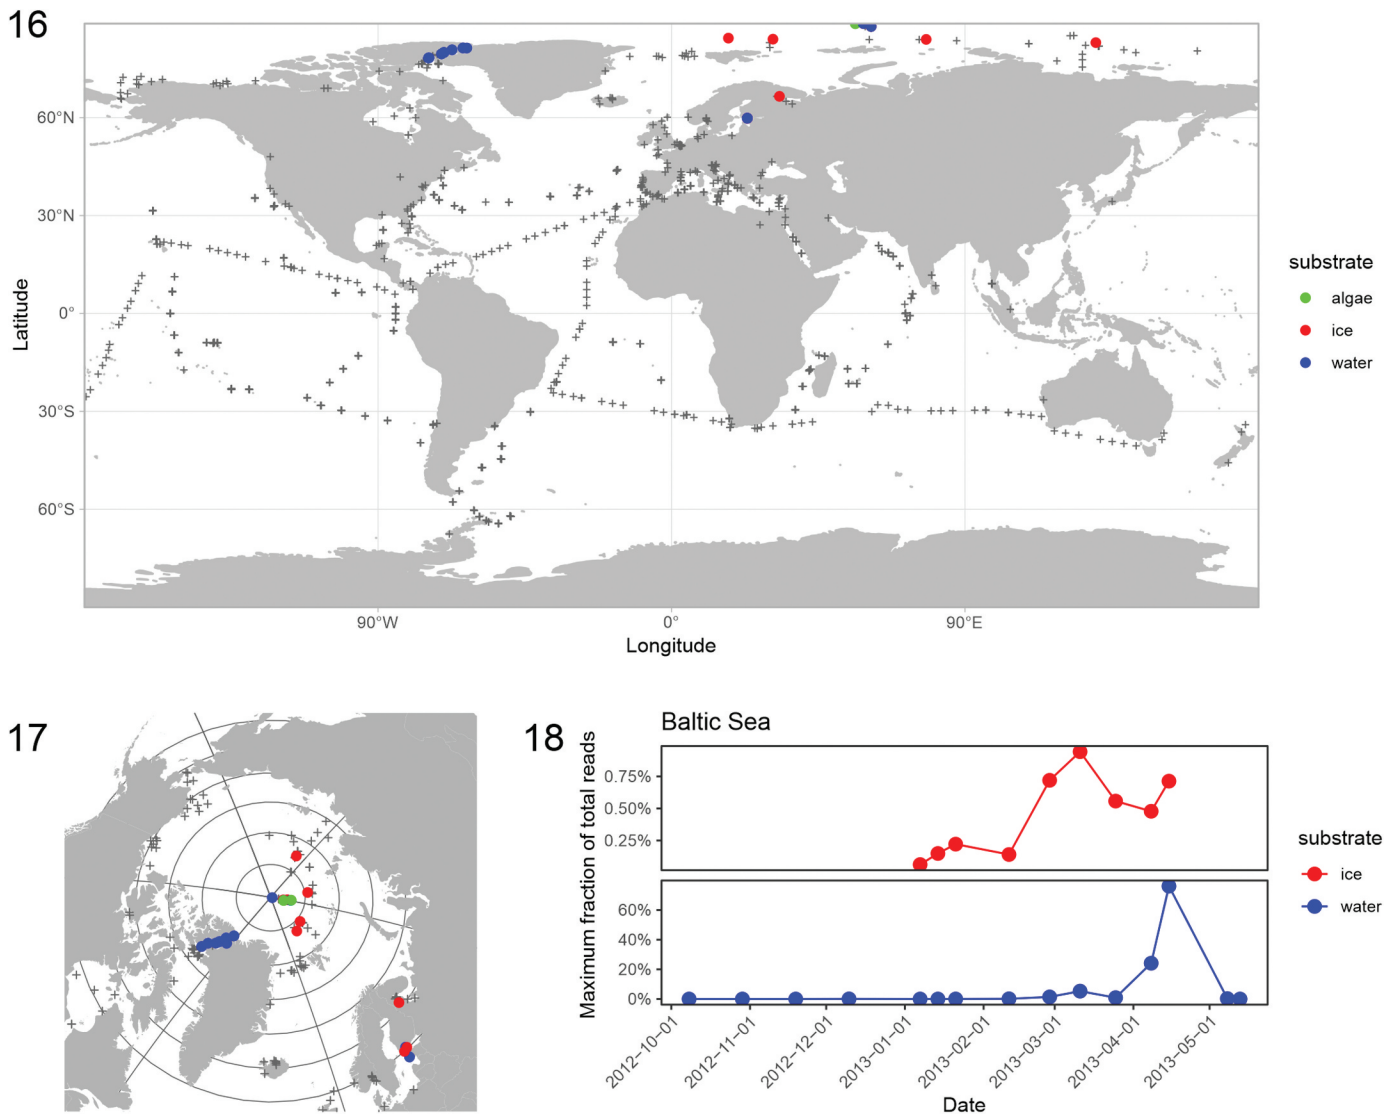 16
60°N
30°N
0°
30°S
60°S
Latitude
90°W
0°
90°E
Longitude
substrate
algae
ice
water
17
18
Baltic Sea
Maximum fraction of total reads
0.75%
0.50%
0.25%
60%
40%
20%
0%
2012-10-01
2012-11-01
2012-12-01
2013-01-01
2013-02-01
2013-03-01
2013-04-01
2013-05-01
Date
substrate
ice
water